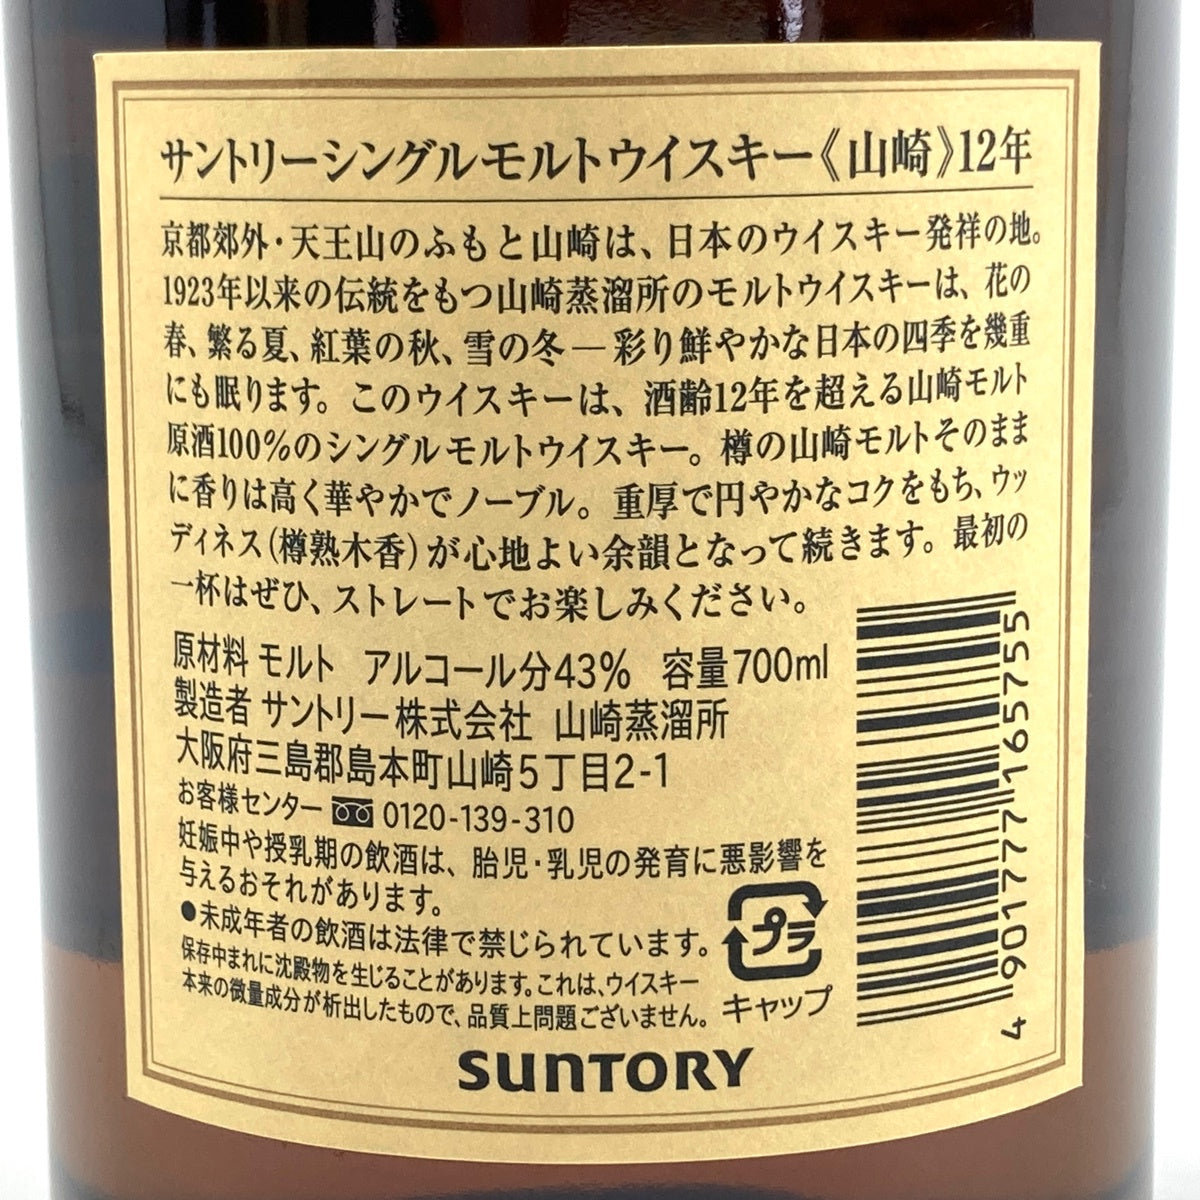 サントリーシングルモルトウイスキー《山崎》12年
京都郊外・天王山のふもと山崎は、日本のウイスキー発祥の地。
1923年以来の伝統をもつ山崎蒸溜所のモルトウイスキーは、花の
春、繁る夏、紅葉の秋、雪の冬―彩り鮮やかな日本の四季を幾重
にも眠ります。このウイスキーは、酒齢12年を超える山崎モルト
原酒100%のシングルモルトウイスキー。樽の山崎モルトそのまま
に香りは高く華やかでノーブル。重厚で円やかなコクをもち、ウッ
ディネス(樽熟木香)が心地よい余韻となって続きます。最初の
一杯はぜひ、ストレートでお楽しみください。
原材料 モルト アルコール分43% 容量700ml
製造者 サントリー株式会社 山崎蒸溜所
大阪府三島郡島本町山崎5丁目2-1
お客様センター 0120-139-310
妊娠中や授乳期の飲酒は、胎児・乳児の発育に悪影響を
与えるおそれがあります。
●未成年者の飲酒は法律で禁じられています。
保存中まれに沈殿物を生じることがあります。これは、ウイスキー
本来の微量成分が析出したもので、品質上問題ございません。
プラ
キャップ
4 901777 165755
SUNTORY